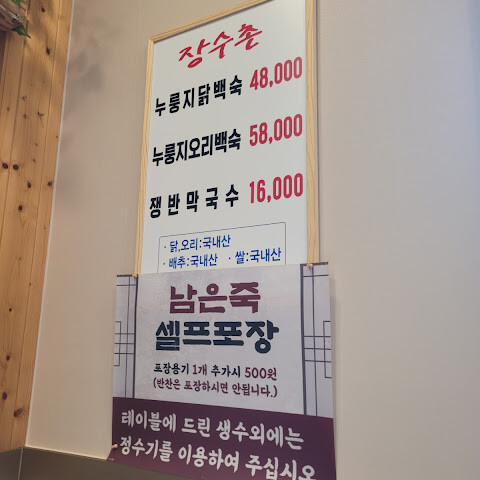 장수촌
누룽지닭백숙 48,000
누룽지오리백숙 58,000
쟁반막국수 16,000
· 닭,오리:국내산
· 배추:국내산 · 쌀:국내산
남은죽
셀프포장
포장용기 1개 추가시 500원
(반찬은 포장하시면 안됩니다.)
테이블에 드린 생수외에는
정수기를 이용하여 주십시오